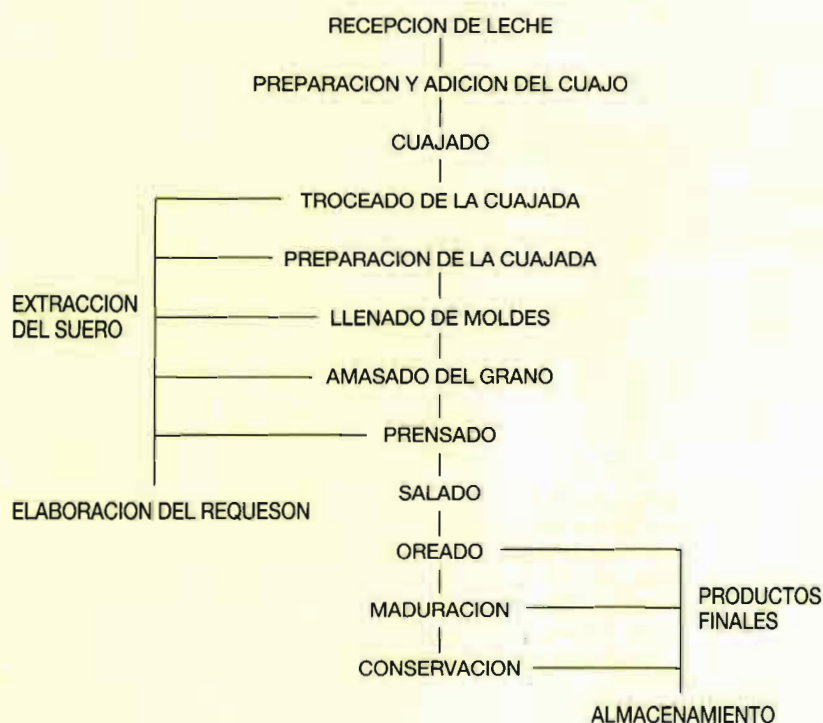 RECEPCION DE LECHE
PREPARACION Y ADICION DEL CUAJO
CUAJADO
TROCEADO DE LA CUAJADA
PREPARACION DE LA CUAJADA
EXTRACCION
DEL SUERO
LLENADO DE MOLDES
AMASADO DEL GRANO
PRENSADO
SALADO
ELABORACION DEL REQUESON
OREADO
MADURACION
PRODUCTOS
FINALES
CONSERVACION
ALMACENAMIENTO